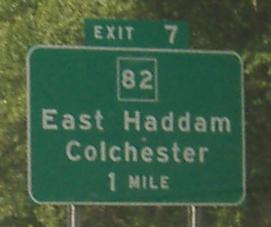 EXIT 7
82
East Haddam
Colchester
1 MILE